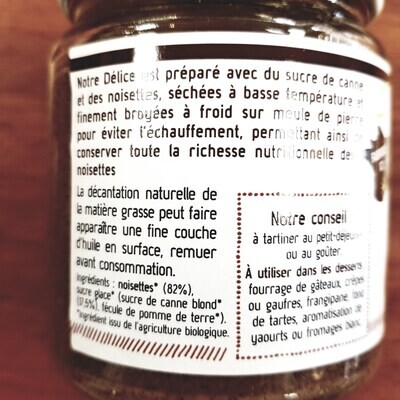 Notre Délice est préparé avec du sucre de canne
et des noisettes, séchées à basse température et
finement broyées à froid sur meule de pierre
pour éviter l'échauffement, permettant ainsi de
conserver toute la richesse nutritionnelle des
noisettes
La décantation naturelle de
la matière grasse peut faire
apparaître une fine couche
d'huile en surface, remuer
avant consommation.
Ingrédients : noisettes* (82%),
sucre glace* (sucre de canne blond*
(17.5%), fécule de pomme de terre*).
*Ingrédient issu de l'agriculture biologique.
Notre conseil
à tartiner au petit-déjeuner
ou au goûter.
À utiliser dans les desserts
fourrage de gâteaux, crêpes
ou gaufres, frangipane, fond
de tartes, aromatisation de
yaourts ou fromages blanc